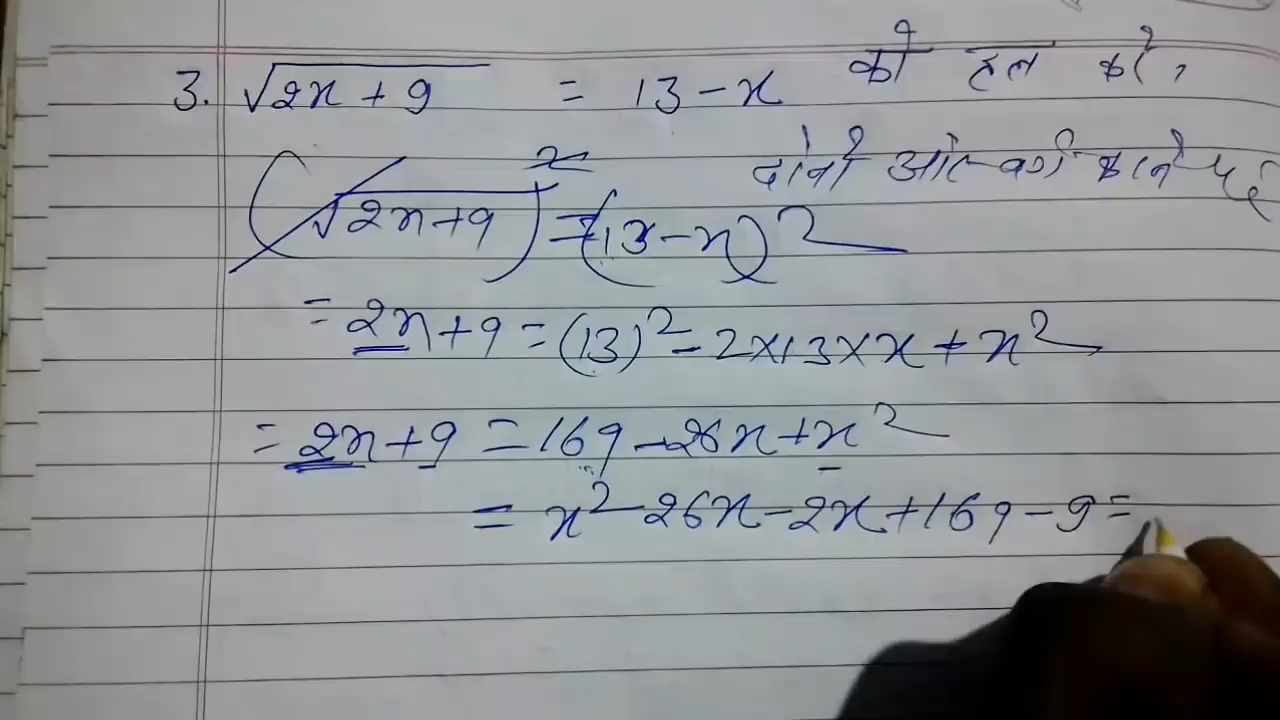 3. √2x + 9 = 13 - x को हल करें,
दोनों ओर वर्ग करने पर
(√2x+9)² = (13-x)²
= 2x+9 = (13)² - 2×13×x + x²
= 2x+9 = 169 - 26x + x²
= x² - 26x - 2x + 169 - 9 =